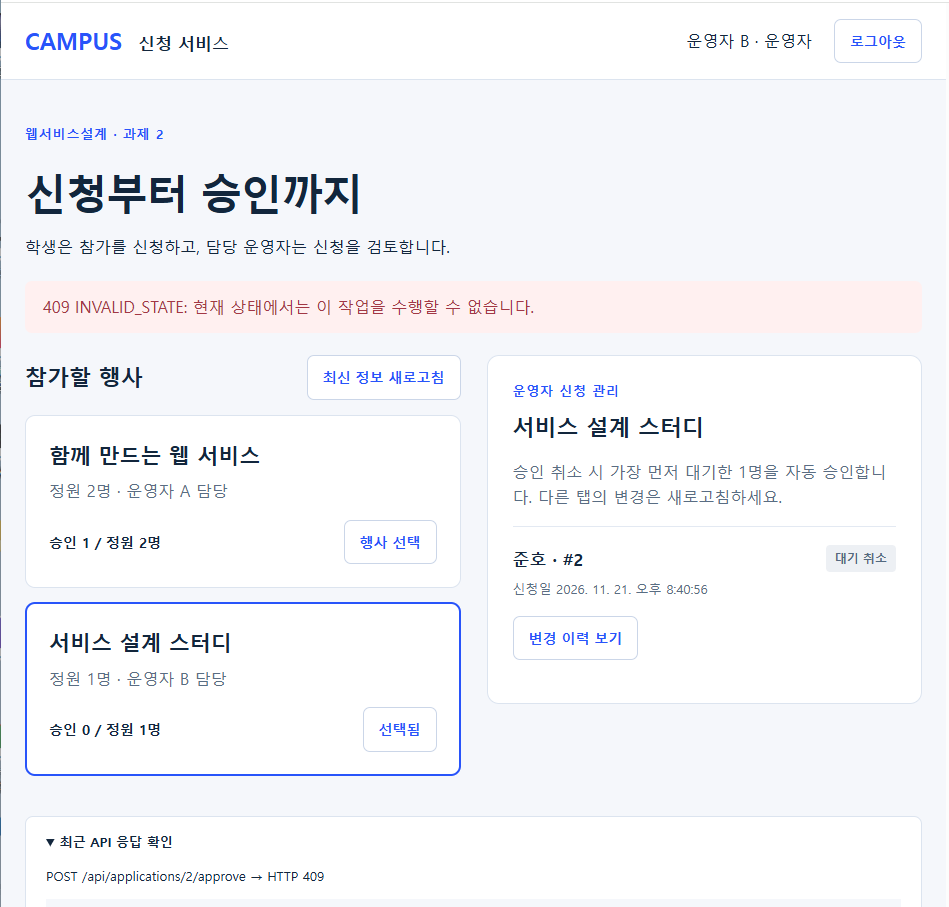 CAMPUS 신청 서비스
운영자 B · 운영자
로그아웃
웹서비스설계 · 과제 2
신청부터 승인까지
학생은 참가를 신청하고, 담당 운영자는 신청을 검토합니다.
409 INVALID_STATE: 현재 상태에서는 이 작업을 수행할 수 없습니다.
참가할 행사
최신 정보 새로고침
함께 만드는 웹 서비스
정원 2명 · 운영자 A 담당
승인 1 / 정원 2명
행사 선택
서비스 설계 스터디
정원 1명 · 운영자 B 담당
승인 0 / 정원 1명
선택됨
운영자 신청 관리
서비스 설계 스터디
승인 취소 시 가장 먼저 대기한 1명을 자동 승인합니
다. 다른 탭의 변경은 새로고침하세요.
준호 · #2
대기 취소
신청일 2026. 11. 21. 오후 8:40:56
변경 이력 보기
▼ 최근 API 응답 확인
POST /api/applications/2/approve → HTTP 409